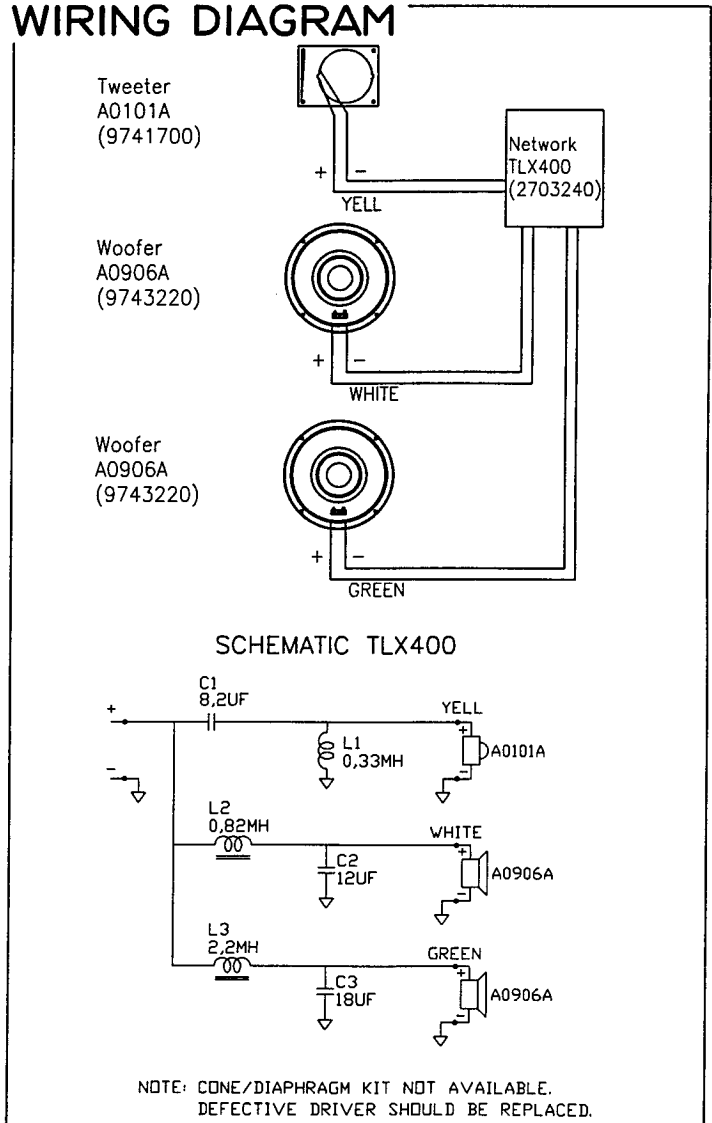 WIRING DIAGRAM
Tweeter
A0101A
(9741700)
Network
TLX400
(2703240)
+ −
YELL
Woofer
A0906A
(9743220)
+ −
WHITE
Woofer
A0906A
(9743220)
+ −
GREEN
SCHEMATIC TLX400
C1
8,2UF
YELL
+
+
L1
0,33MH
A0101A
−
−
L2
0,82MH
WHITE
+
C2
12UF
A0906A
−
L3
2,2MH
GREEN
+
C3
18UF
A0906A
−
NOTE: CONE/DIAPHRAGM KIT NOT AVAILABLE.
DEFECTIVE DRIVER SHOULD BE REPLACED.